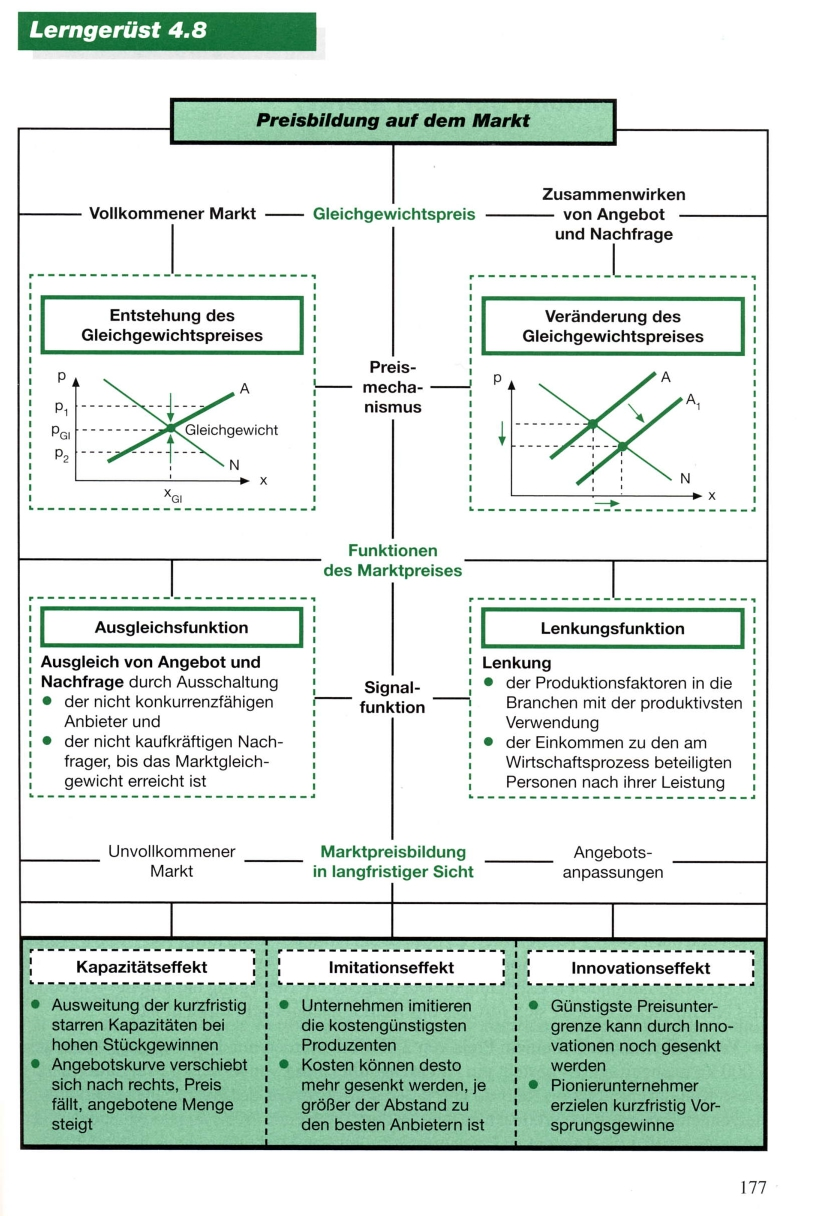 Lerngerüst 4.8
Preisbildung auf dem Markt
Vollkommener Markt
Gleichgewichtspreis
Zusammenwirken
von Angebot
und Nachfrage
Entstehung des
Gleichgewichtspreises
p
A
p₁
pGl
Gleichgewicht
p₂
N
x
xGl
Preis-
mecha-
nismus
Veränderung des
Gleichgewichtspreises
p
A
A₁
N
x
Funktionen
des Marktpreises
Ausgleichsfunktion
Ausgleich von Angebot und
Nachfrage durch Ausschaltung
• der nicht konkurrenzfähigen
Anbieter und
• der nicht kaufkräftigen Nach-
frager, bis das Marktgleich-
gewicht erreicht ist
Signal-
funktion
Lenkungsfunktion
Lenkung
• der Produktionsfaktoren in die
Branchen mit der produktivsten
Verwendung
• der Einkommen zu den am
Wirtschaftsprozess beteiligten
Personen nach ihrer Leistung
Unvollkommener
Markt
Marktpreisbildung
in langfristiger Sicht
Angebots-
anpassungen
Kapazitätseffekt
• Ausweitung der kurzfristig
starren Kapazitäten bei
hohen Stückgewinnen
• Angebotskurve verschiebt
sich nach rechts, Preis
fällt, angebotene Menge
steigt
Imitationseffekt
• Unternehmen imitieren
die kostengünstigsten
Produzenten
• Kosten können desto
mehr gesenkt werden, je
größer der Abstand zu
den besten Anbietern ist
Innovationseffekt
• Günstigste Preisunter-
grenze kann durch Inno-
vationen noch gesenkt
werden
• Pionierunternehmer
erzielen kurzfristig Vor-
sprungsgewinne
177